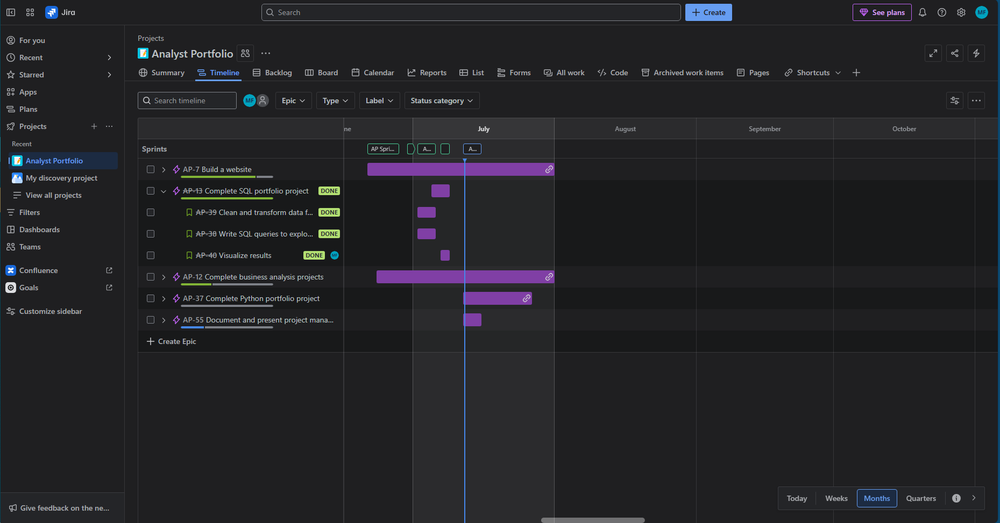 Jira
Search
Create
See plans
MF
For you
Recent
Starred
Apps
Plans
Projects
Recent
Analyst Portfolio
My discovery project
View all projects
Filters
Dashboards
Teams
Confluence
Goals
Customize sidebar
Give feedback on the ne...
Projects
Analyst Portfolio
Summary
Timeline
Backlog
Board
Calendar
Reports
List
Forms
All work
Code
Archived work items
Pages
Shortcuts
Search timeline
MF
Epic
Type
Label
Status category
ne
July
August
September
October
Sprints
AP Spri...
A...
A...
AP-7 Build a website
AP-13 Complete SQL portfolio project DONE
AP-39 Clean and transform data f... DONE
AP-38 Write SQL queries to explo... DONE
AP-40 Visualize results DONE MF
AP-12 Complete business analysis projects
AP-37 Complete Python portfolio project
AP-55 Document and present project mana...
Create Epic
Today
Weeks
Months
Quarters